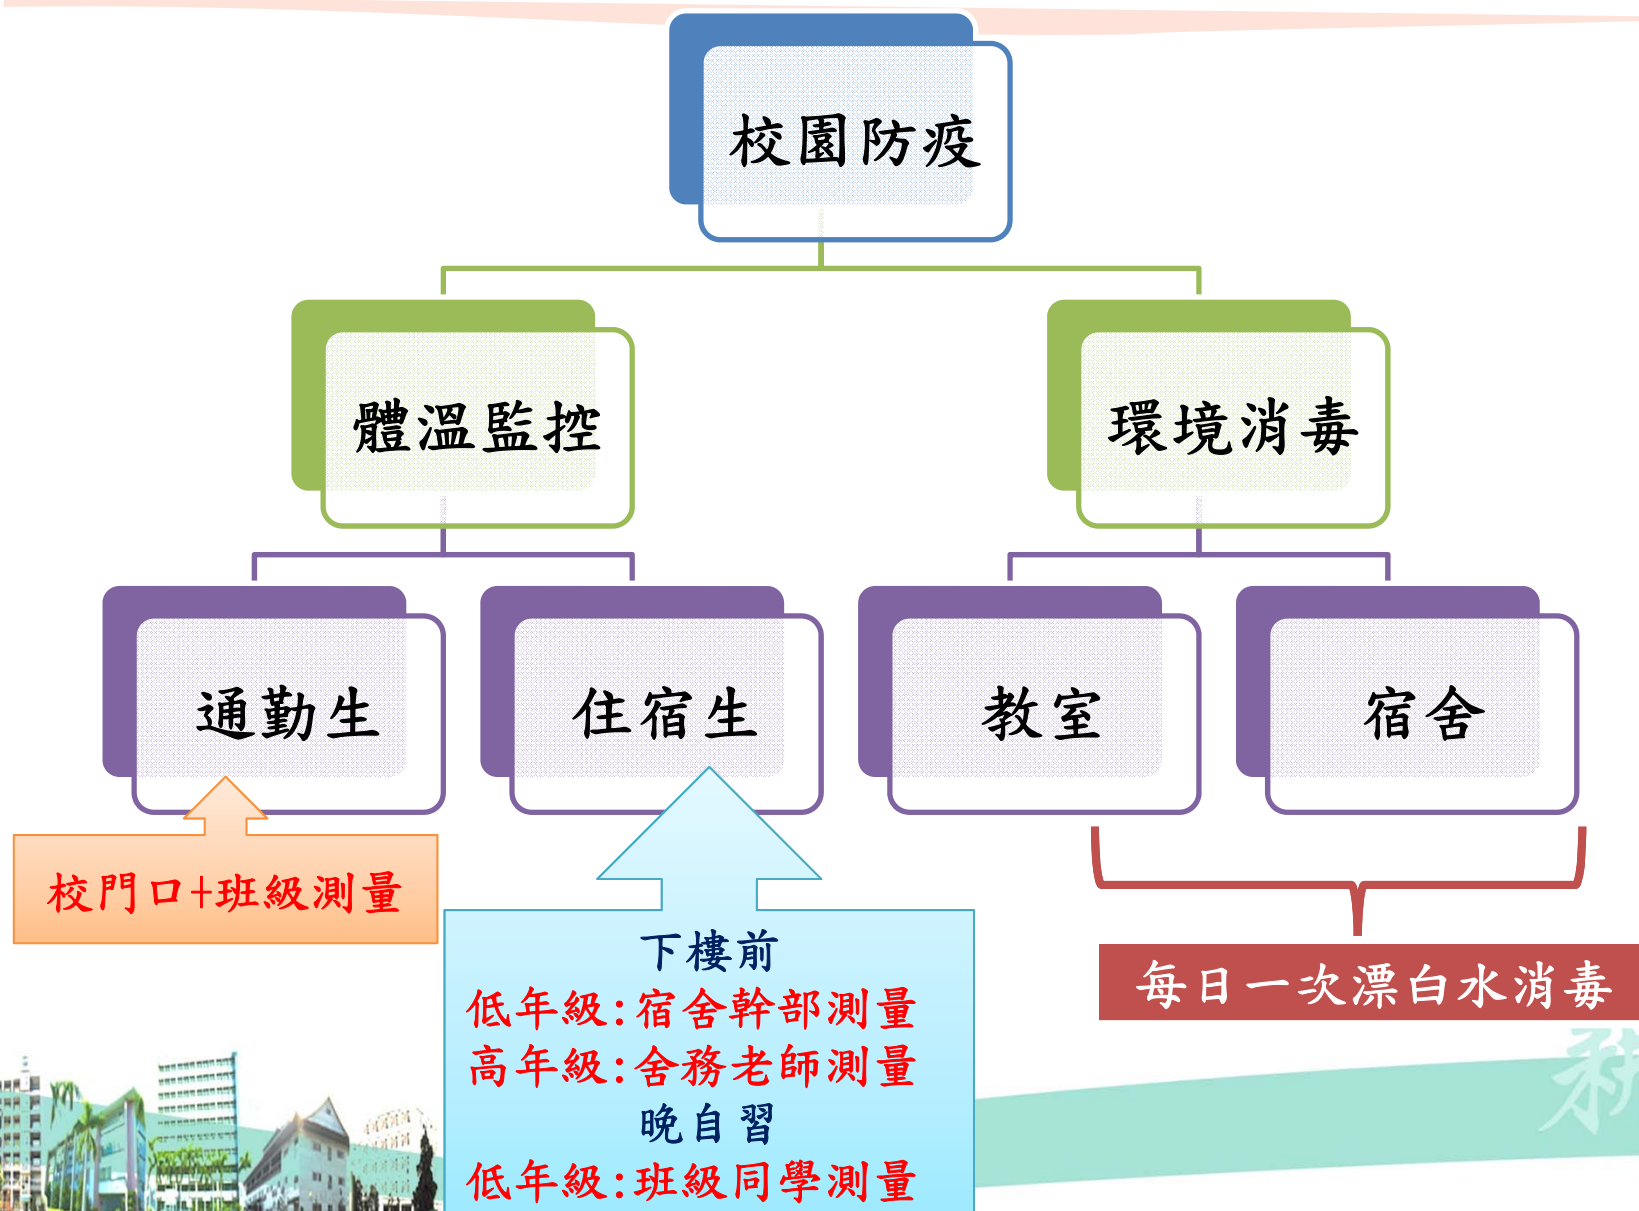 校園防疫
體溫監控
環境消毒
通勤生
住宿生
教室
宿舍
校門口+班級測量
下樓前
低年級:宿舍幹部測量
高年級:舍務老師測量
晚自習
低年級:班級同學測量
每日一次漂白水消毒